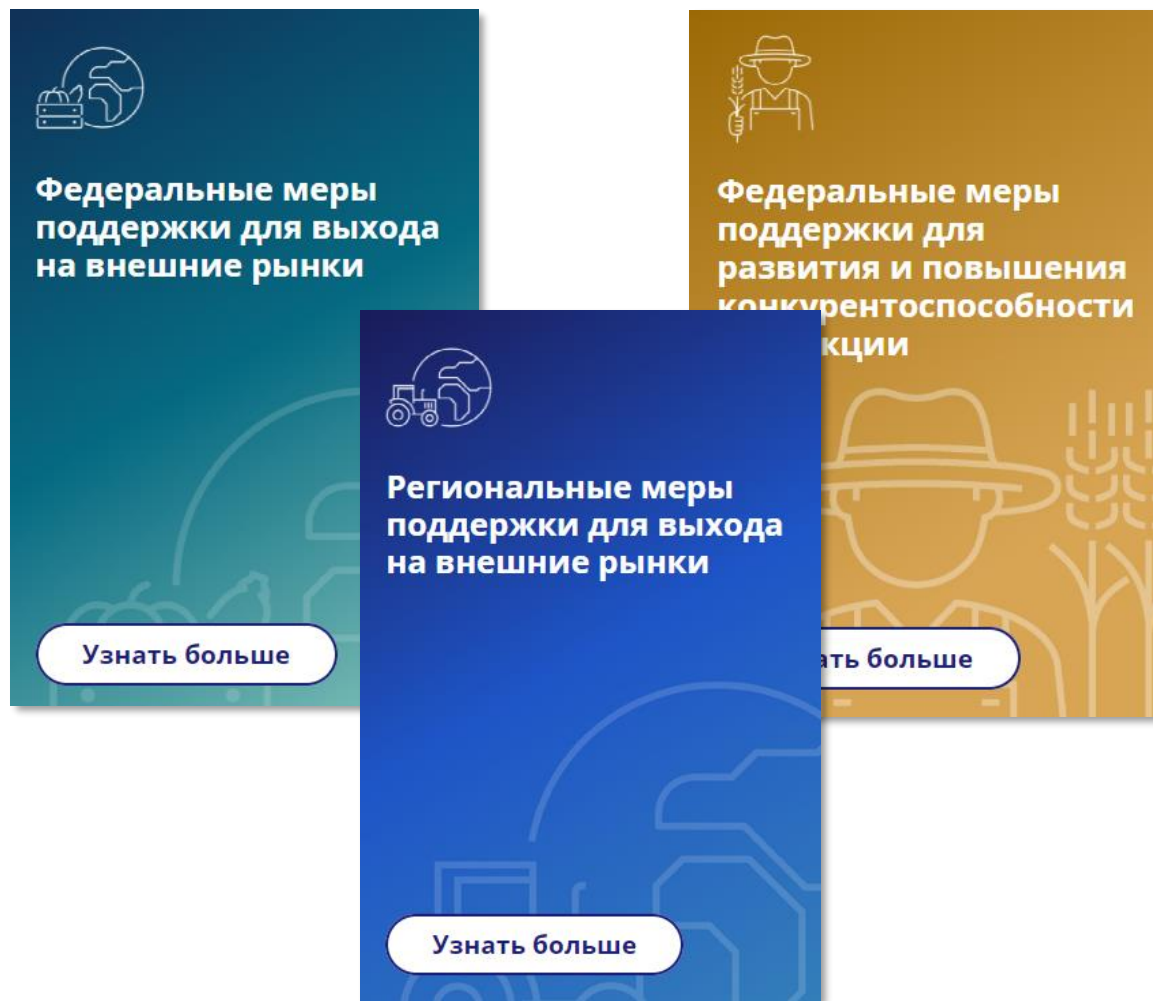 Федеральные меры
поддержки для выхода
на внешние рынки
Узнать больше
Федеральные меры
поддержки для
развития и повышения
конкурентоспособности
Региональные меры
поддержки для выхода
на внешние рынки
больше
Узнать больше